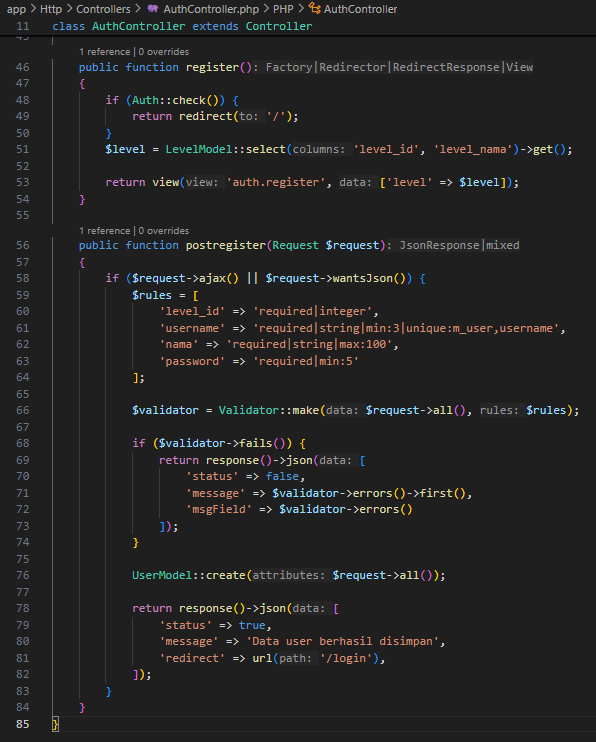 app > Http > Controllers > AuthController.php > PHP > AuthController
11 class AuthController extends Controller
45
1 reference | 0 overrides
46 public function register(): Factory|Redirector|RedirectResponse|View
47 {
48 if (Auth::check()) {
49 return redirect(to: '/');
50 }
51 $level = LevelModel::select(columns: 'level_id', 'level_nama')->get();
52
53 return view(view: 'auth.register', data: ['level' => $level]);
54 }
55
1 reference | 0 overrides
56 public function postregister(Request $request): JsonResponse|mixed
57 {
58 if ($request->ajax() || $request->wantsJson()) {
59 $rules = [
60 'level_id' => 'required|integer',
61 'username' => 'required|string|min:3|unique:m_user,username',
62 'nama' => 'required|string|max:100',
63 'password' => 'required|min:5'
64 ];
65
66 $validator = Validator::make(data: $request->all(), rules: $rules);
67
68 if ($validator->fails()) {
69 return response()->json(data: [
70 'status' => false,
71 'message' => $validator->errors()->first(),
72 'msgField' => $validator->errors()
73 ]);
74 }
75
76 UserModel::create(attributes: $request->all());
77
78 return response()->json(data: [
79 'status' => true,
80 'message' => 'Data user berhasil disimpan',
81 'redirect' => url(path: '/login'),
82 ]);
83 }
84 }
85 }